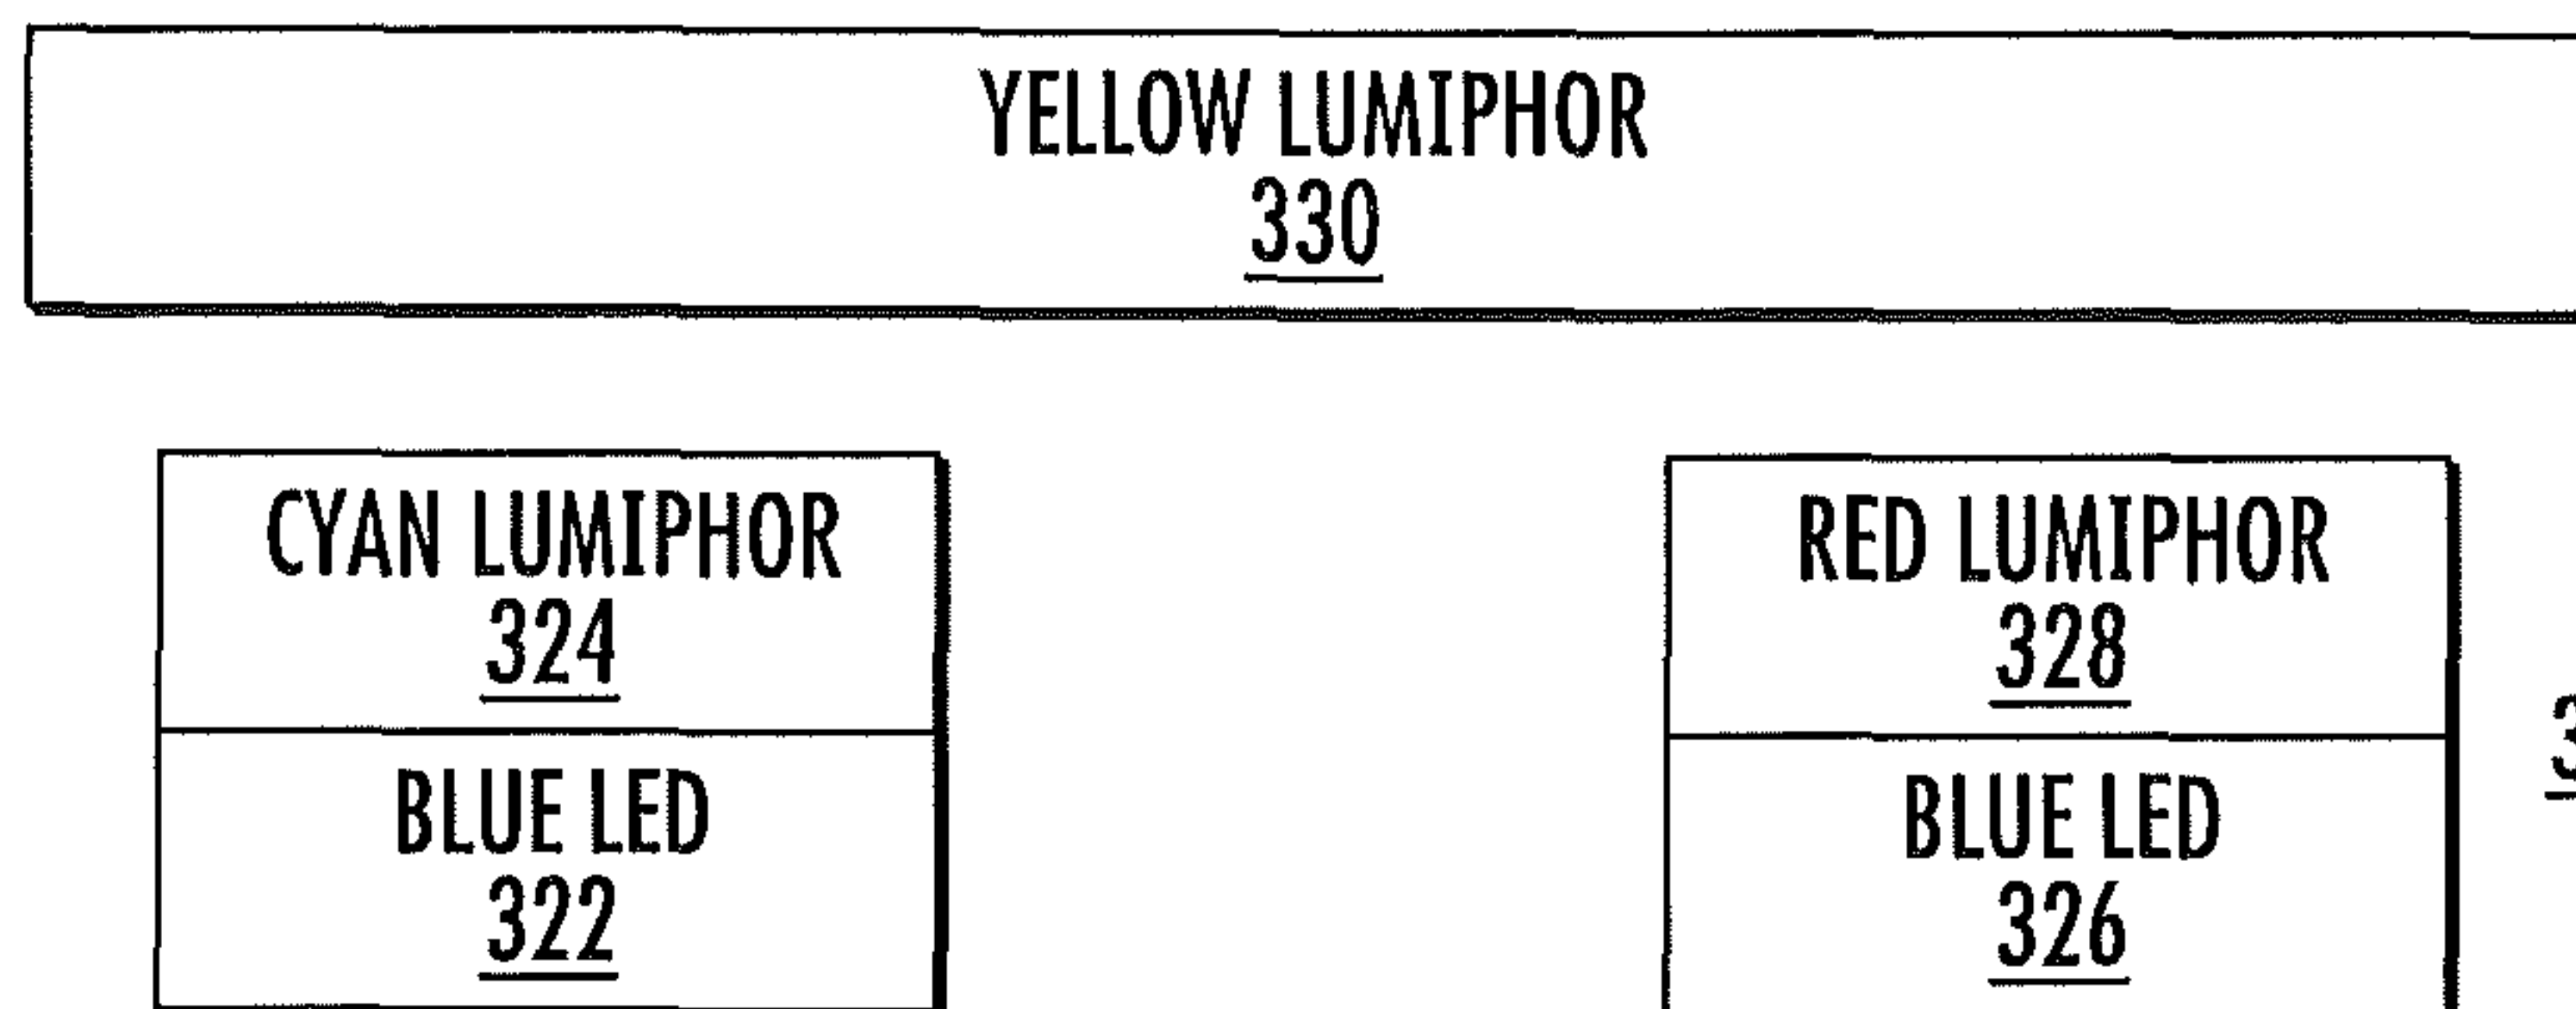 YELLOW LUMIPHOR
330
CYAN LUMIPHOR
324
RED LUMIPHOR
328
BLUE LED
322
BLUE LED
326